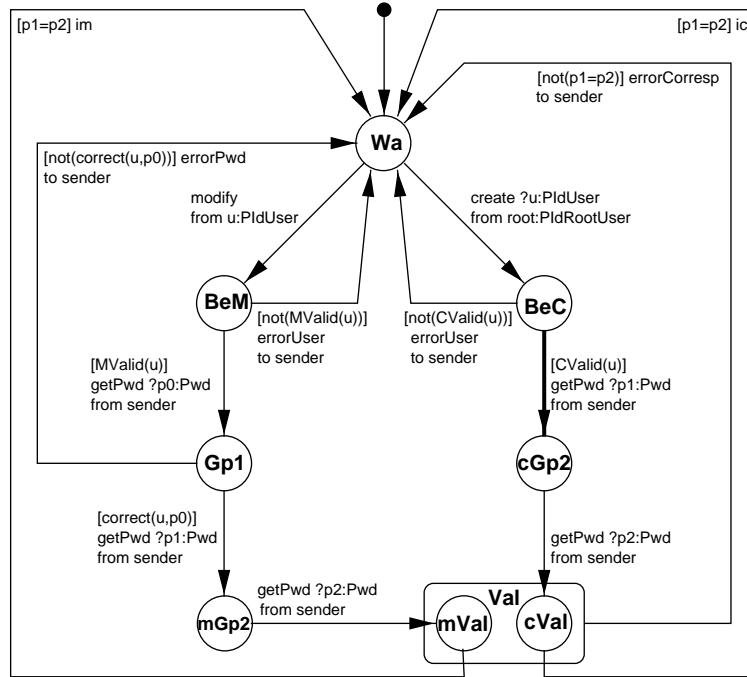 [p1=p2] im
[p1=p2] ic
[not(p1=p2)] errorCorresp
to sender
Wa
[not(correct(u,p0))] errorPwd
to sender
modify
from u:PIdUser
create ?u:PIdUser
from root:PIdRootUser
BeM
BeC
[not(MValid(u))]
errorUser
to sender
[not(CValid(u))]
errorUser
to sender
[MValid(u)]
getPwd ?p0:Pwd
from sender
[CValid(u)]
getPwd ?p1:Pwd
from sender
Gp1
cGp2
[correct(u,p0)]
getPwd ?p1:Pwd
from sender
getPwd ?p2:Pwd
from sender
getPwd ?p2:Pwd
from sender
Val
mGp2
mVal
cVal